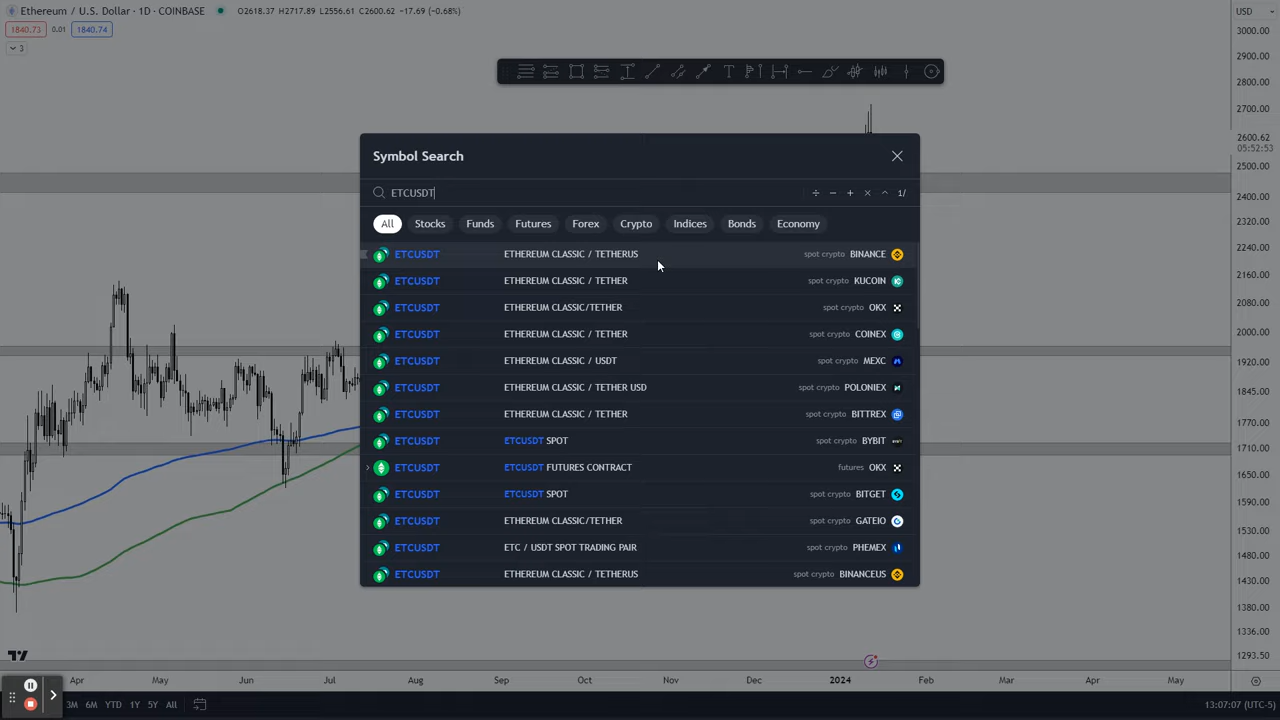 Ethereum / U.S. Dollar · 1D · COINBASE O2618.37 H2717.89 L2556.61 C2600.62 −17.69 (−0.68%)
USD
1840.73 0.01 1840.74
3
3000.00
2900.00
2800.00
2700.00
2600.62
05:52:53
2500.00
2400.00
2320.00
2240.00
2160.00
2080.00
2000.00
1920.00
1845.00
1770.00
1710.00
1650.00
1590.00
1530.00
1480.00
1430.00
1380.00
1336.00
1293.50
Symbol Search
ETCUSDT ÷ − + × ^ 1/
All Stocks Funds Futures Forex Crypto Indices Bonds Economy
ETCUSDT ETHEREUM CLASSIC / TETHERUS spot crypto BINANCE
ETCUSDT ETHEREUM CLASSIC / TETHER spot crypto KUCOIN
ETCUSDT ETHEREUM CLASSIC/TETHER spot crypto OKX
ETCUSDT ETHEREUM CLASSIC / TETHER spot crypto COINEX
ETCUSDT ETHEREUM CLASSIC / USDT spot crypto MEXC
ETCUSDT ETHEREUM CLASSIC / TETHER USD spot crypto POLONIEX
ETCUSDT ETHEREUM CLASSIC / TETHER spot crypto BITTREX
ETCUSDT ETCUSDT SPOT spot crypto BYBIT
ETCUSDT ETCUSDT FUTURES CONTRACT futures OKX
ETCUSDT ETCUSDT SPOT spot crypto BITGET
ETCUSDT ETHEREUM CLASSIC/TETHER spot crypto GATEIO
ETCUSDT ETC / USDT SPOT TRADING PAIR spot crypto PHEMEX
ETCUSDT ETHEREUM CLASSIC / TETHERUS spot crypto BINANCEUS
Apr May Jun Jul Aug Sep Oct Nov Dec 2024 Feb Mar Apr May
3M 6M YTD 1Y 5Y All 13:07:07 (UTC-5)